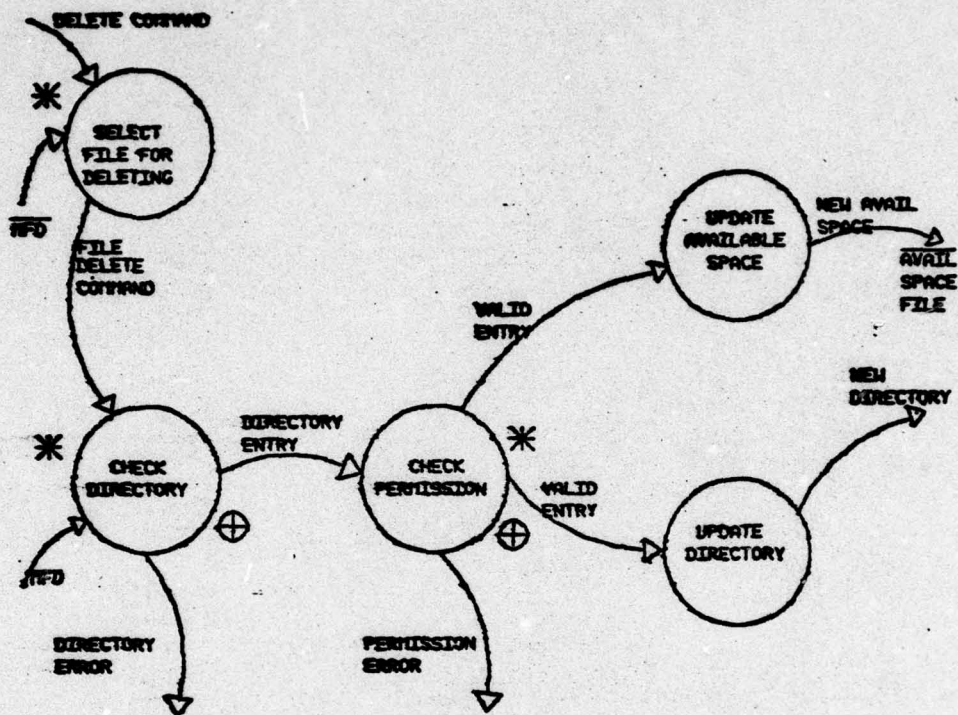 DELETE COMMAND
SELECT
FILE FOR
DELETING
MFD
FILE
DELETE
COMMAND
UPDATE
AVAILABLE
SPACE
NEW AVAIL
SPACE
AVAIL
SPACE
FILE
VALID
ENTRY
NEW
DIRECTORY
DIRECTORY
ENTRY
CHECK
DIRECTORY
CHECK
PERMISSION
VALID
ENTRY
UPDATE
DIRECTORY
MFD
DIRECTORY
ERROR
PERMISSION
ERROR